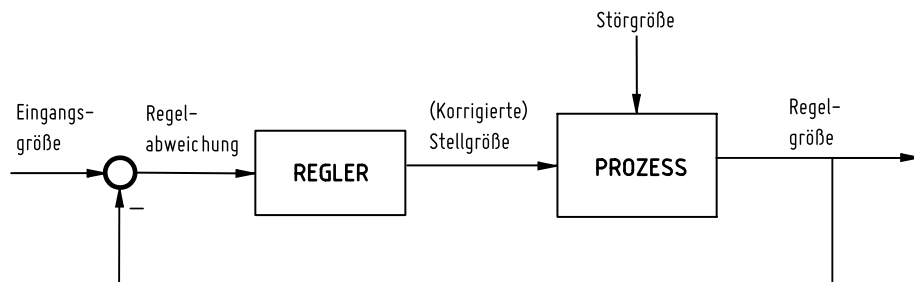 Störgröße
Eingangs-
größe
Regel-
abweichung
REGLER
(Korrigierte)
Stellgröße
PROZESS
Regel-
größe
–